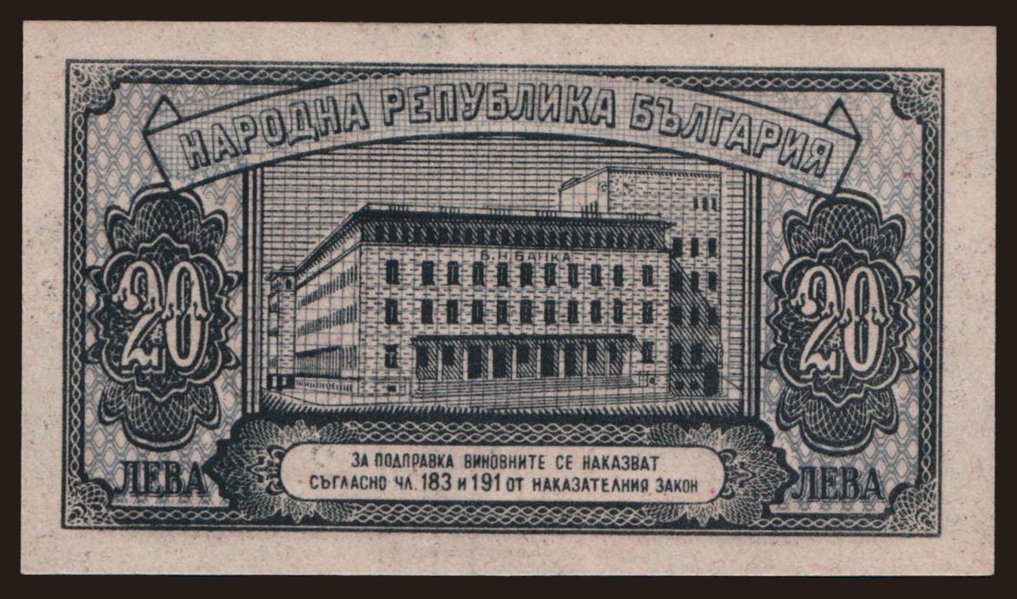 НАРОДНА РЕПУБЛИКА БЪЛГАРИЯ
Б.Н.БАНКА
20
20
ЛЕВА
ЛЕВА
ЗА ПОДПРАВКА ВИНОВНИТЕ СЕ НАКАЗВАТ
СЪГЛАСНО ЧЛ. 183 И 191 ОТ НАКАЗАТЕЛНИЯ ЗАКОН